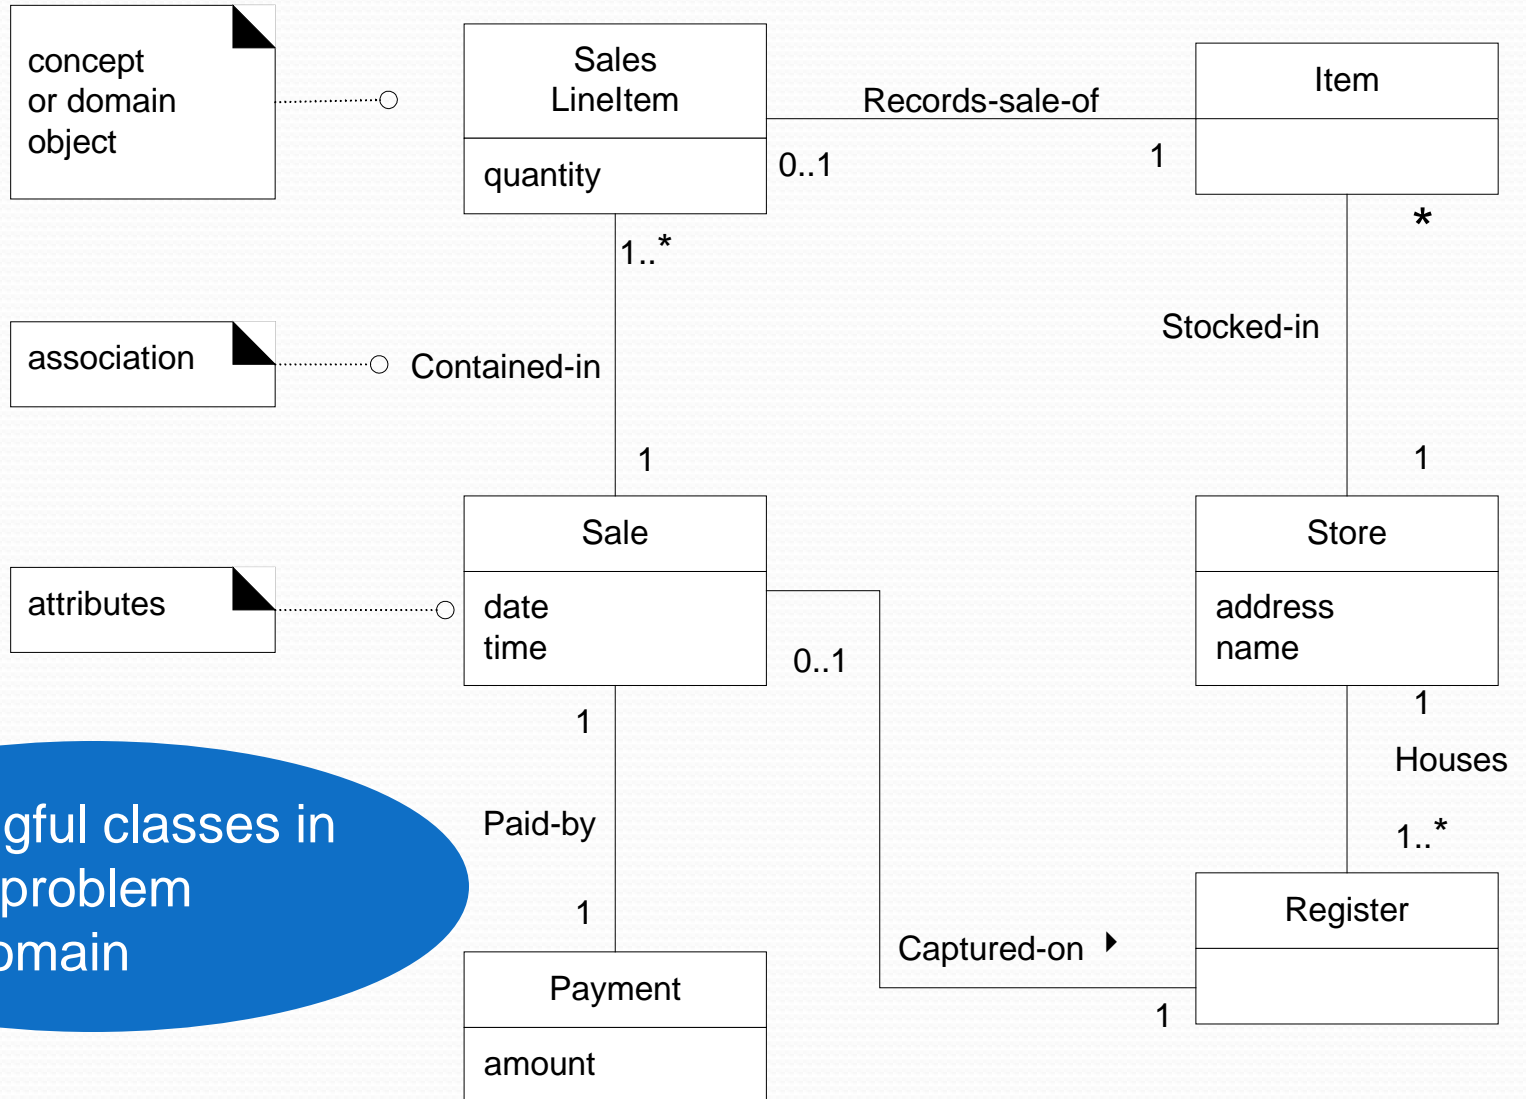 concept
or domain
object
Sales
LineItem
quantity
Records-sale-of
0..1
1
Item
*
1..*
association
Contained-in
Stocked-in
1
1
attributes
Sale
date
time
0..1
Store
address
name
1
1
Houses
Paid-by
1..*
gful classes in
problem
omain
1
Captured-on
Register
1
Payment
amount